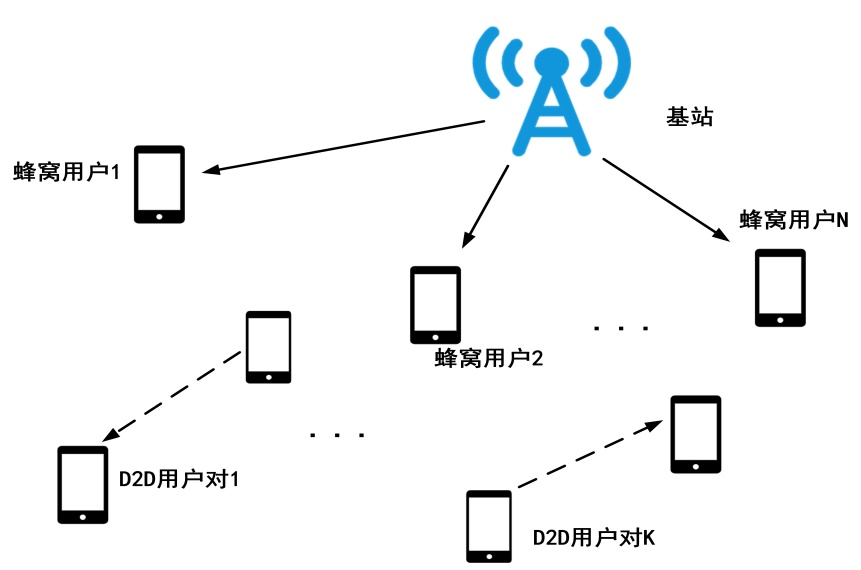 基站
蜂窝用户1
蜂窝用户N
. . .
蜂窝用户2
. . .
D2D用户对1
D2D用户对K